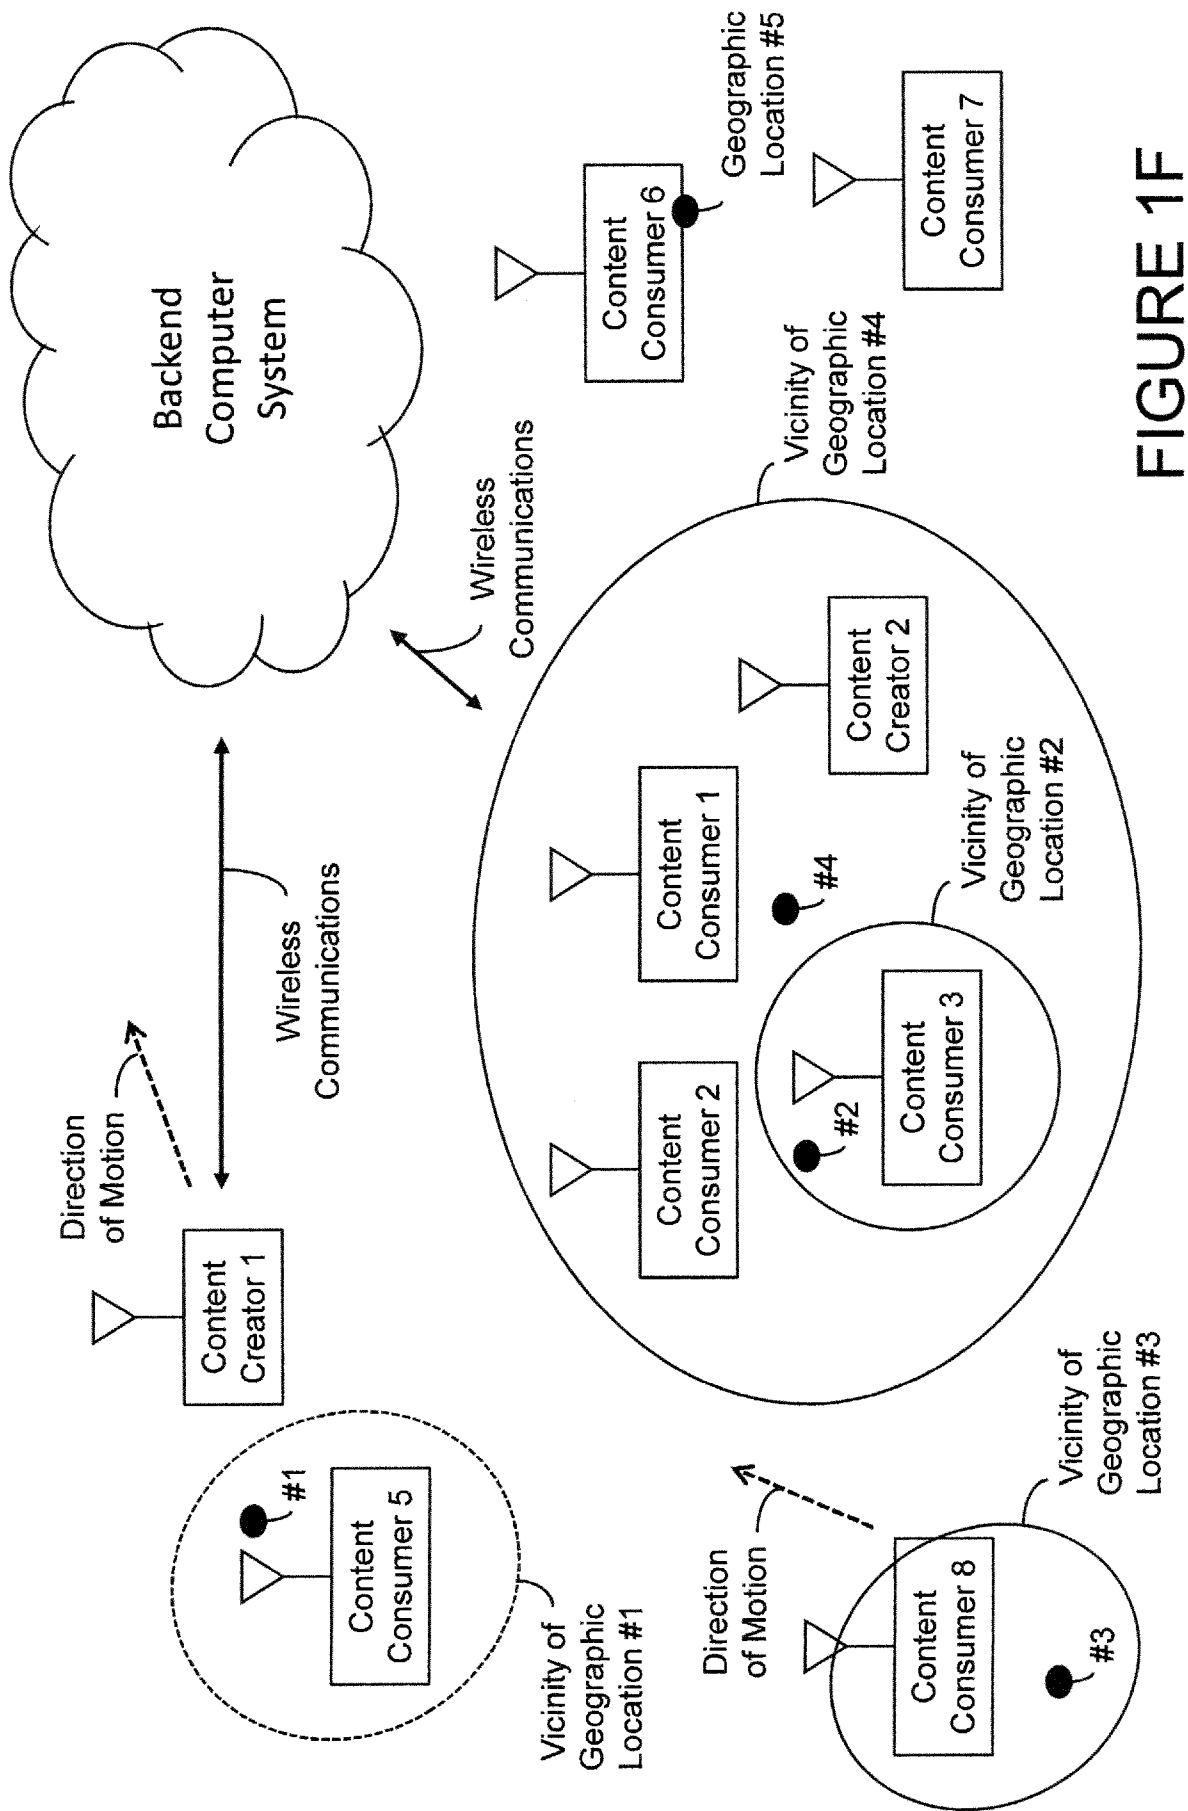 Direction
of Motion
Content
Creator 1
Wireless
Communications
Backend
Computer
System
#1
Content
Consumer 5
Vicinity of
Geographic
Location #1
Wireless
Communications
Content
Consumer 2
Content
Consumer 1
Content
Consumer 6
Geographic
Location #5
Direction
of Motion
Content
Consumer 8
#3
Vicinity of
Geographic
Location #3
#2
Content
Consumer 3
#4
Content
Creator 2
Vicinity of
Geographic
Location #2
Vicinity of
Geographic
Location #4
Content
Consumer 7
FIGURE 1F